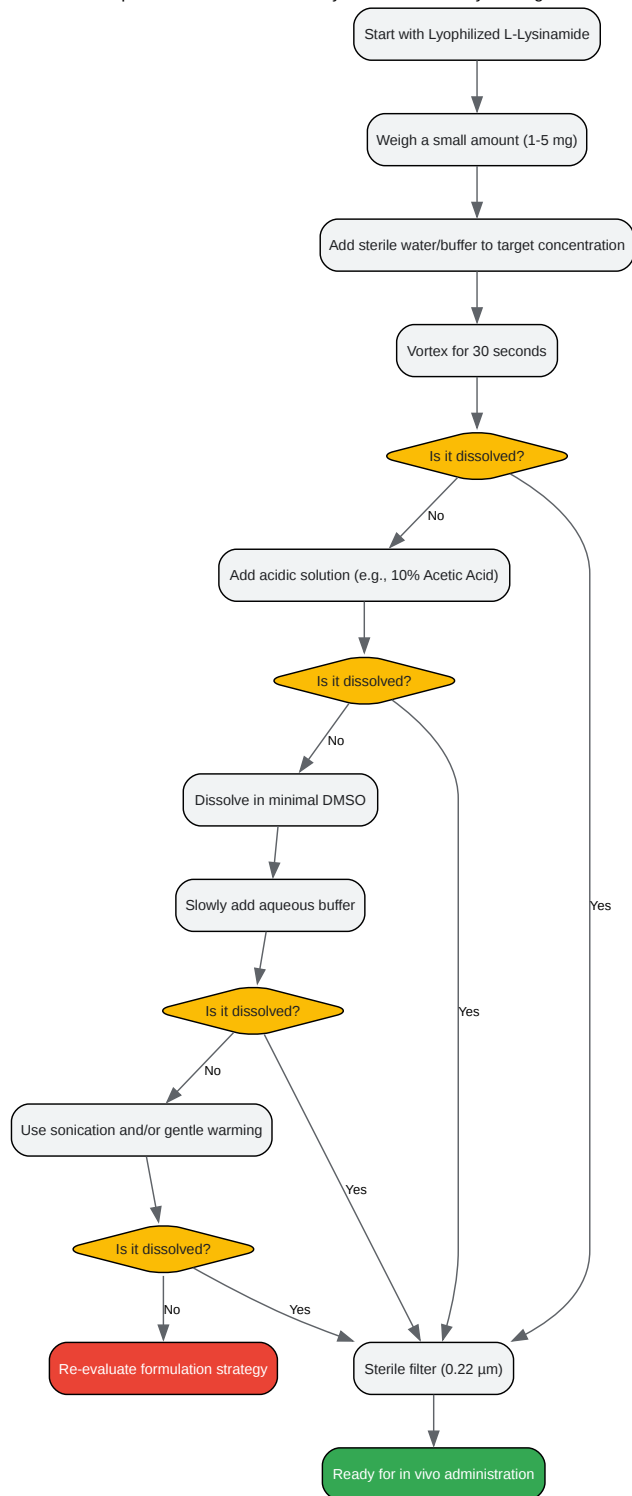 Start with Lyophilized L-Lysinamide
Weigh a small amount (1-5 mg)
Add sterile water/buffer to target concentration
Vortex for 30 seconds
Is it dissolved?
No
Add acidic solution (e.g., 10% Acetic Acid)
Is it dissolved?
No
Dissolve in minimal DMSO
Slowly add aqueous buffer
Yes
Is it dissolved?
Yes
No
Use sonication and/or gentle warming
Yes
Is it dissolved?
No
Yes
Re-evaluate formulation strategy
Sterile filter (0.22 µm)
Ready for in vivo administration